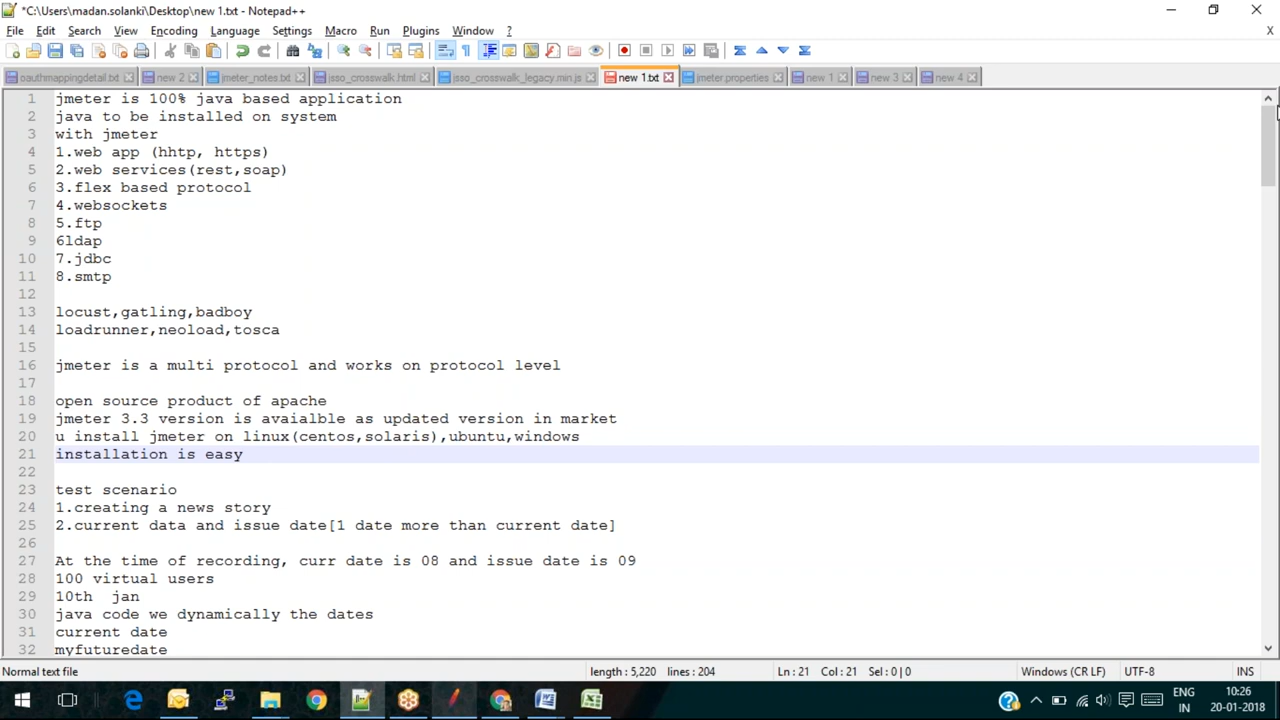 *C:\Users\madan.solanki\Desktop\new 1.txt - Notepad++
File Edit Search View Encoding Language Settings Macro Run Plugins Window ? X
oauthmappingdetail.txt new 2 jmeter_notes.txt jsso_crosswalk.html jsso_crosswalk_legacy.min.js new 1.txt jmeter.properties new 1 new 3 new 4
1 jmeter is 100% java based application
2 java to be installed on system
3 with jmeter
4 1.web app (hhtp, https)
5 2.web services(rest,soap)
6 3.flex based protocol
7 4.websockets
8 5.ftp
9 6ldap
10 7.jdbc
11 8.smtp
12
13 locust,gatling,badboy
14 loadrunner,neoload,tosca
15
16 jmeter is a multi protocol and works on protocol level
17
18 open source product of apache
19 jmeter 3.3 version is avaialble as updated version in market
20 u install jmeter on linux(centos,solaris),ubuntu,windows
21 installation is easy
22
23 test scenario
24 1.creating a news story
25 2.current data and issue date[1 date more than current date]
26
27 At the time of recording, curr date is 08 and issue date is 09
28 100 virtual users
29 10th  jan
30 java code we dynamically the dates
31 current date
32 myfuturedate
Normal text file length : 5,220 lines : 204 Ln : 21 Col : 21 Sel : 0 | 0 Windows (CR LF) UTF-8 INS
ENG 10:26
IN 20-01-2018